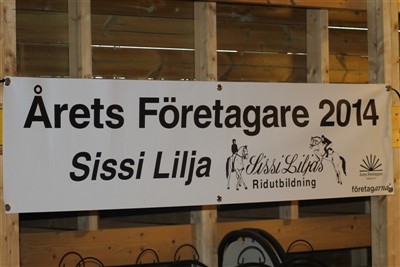 Årets Företagare 2014
Sissi Lilja
Sissi Liljas
Ridutbildning
företagarna